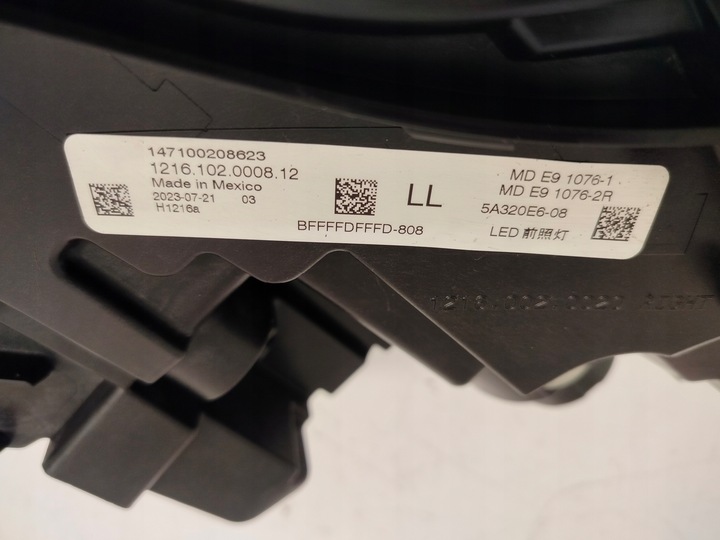 147100208623
1216.102.0008.12
Made in Mexico
2023-07-21 03
H1216a
BFFFFDFFFD-808
LL
MD E9 1076-1
MD E9 1076-2R
5A320E6-08
LED 前照灯